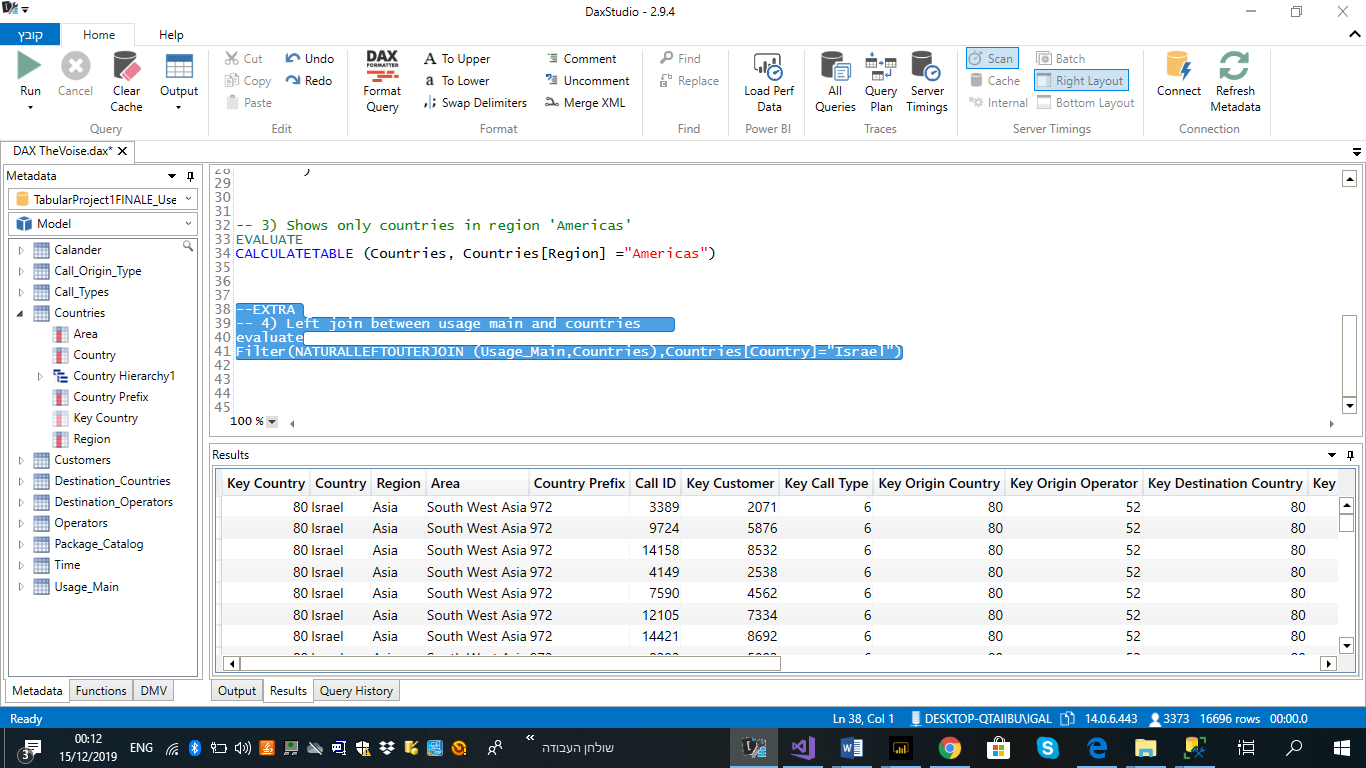 DaxStudio - 2.9.4
קובץ
Home
Help
Run
Cancel
Clear Cache
Output
Query
Cut
Copy
Paste
Undo
Redo
Edit
DAX FORMATTER
Format Query
To Upper
To Lower
Swap Delimiters
Comment
Uncomment
Merge XML
Format
Find
Replace
Find
Load Perf Data
Power BI
All Queries
Query Plan
Server Timings
Traces
Scan
Cache
Internal
Batch
Right Layout
Bottom Layout
Server Timings
Connect
Refresh Metadata
Connection
DAX TheVoise.dax*
Metadata
TabularProject1FINALE_Use
Model
Calander
Call_Origin_Type
Call_Types
Countries
Area
Country
Country Hierarchy1
Country Prefix
Key Country
Region
Customers
Destination_Countries
Destination_Operators
Operators
Package_Catalog
Time
Usage_Main
Metadata Functions DMV
28 )
29
30
31
32 -- 3) Shows only countries in region 'Americas'
33 EVALUATE
34 CALCULATETABLE (Countries, Countries[Region] ="Americas")
35
36
37
38 --EXTRA
39 -- 4) Left join between usage main and countries
40 evaluate
41 Filter(NATURALLEFTOUTERJOIN (Usage_Main,Countries),Countries[Country]="Israel")
42
43
44
45
100 %
Results
Key Country Country Region Area Country Prefix Call ID Key Customer Key Call Type Key Origin Country Key Origin Operator Key Destination Country Key
80 Israel Asia South West Asia 972 3389 2071 6 80 52 80
80 Israel Asia South West Asia 972 9724 5876 6 80 52 80
80 Israel Asia South West Asia 972 14158 8532 6 80 52 80
80 Israel Asia South West Asia 972 4149 2538 6 80 52 80
80 Israel Asia South West Asia 972 7590 4562 6 80 52 80
80 Israel Asia South West Asia 972 12105 7334 6 80 52 80
80 Israel Asia South West Asia 972 14421 8692 6 80 52 80
Output Results Query History
Ready
Ln 38, Col 1 DESKTOP-QTAIIBU\IGAL 14.0.6.443 3373 16696 rows 00:00.0
3
00:12
15/12/2019
ENG
שולחן העבודה